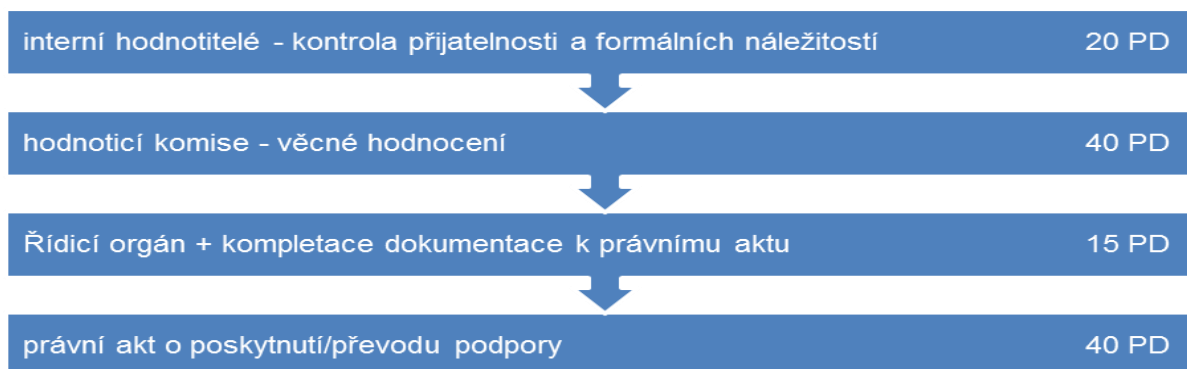 interní hodnotitelé - kontrola přijatelnosti a formálních náležitostí 20 PD
hodnoticí komise - věcné hodnocení 40 PD
Řídicí orgán + kompletace dokumentace k právnímu aktu 15 PD
právní akt o poskytnutí/převodu podpory 40 PD